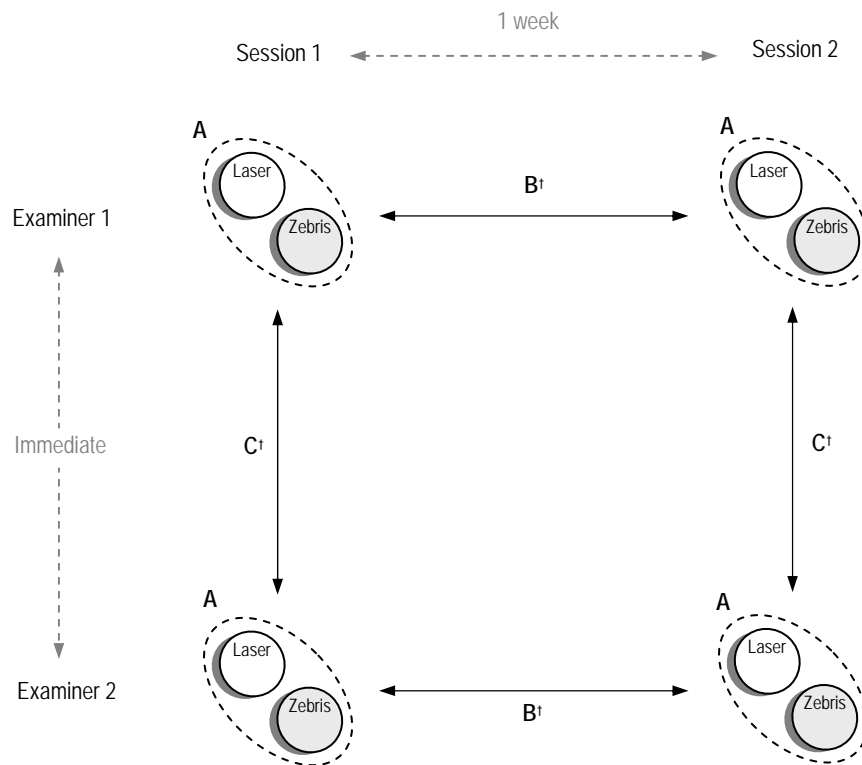 1 week
Session 1
Session 2
A
A
Laser
Laser
B†
Zebris
Zebris
Examiner 1
Immediate
C†
C†
A
A
Laser
Laser
Examiner 2
Zebris
Zebris
B†